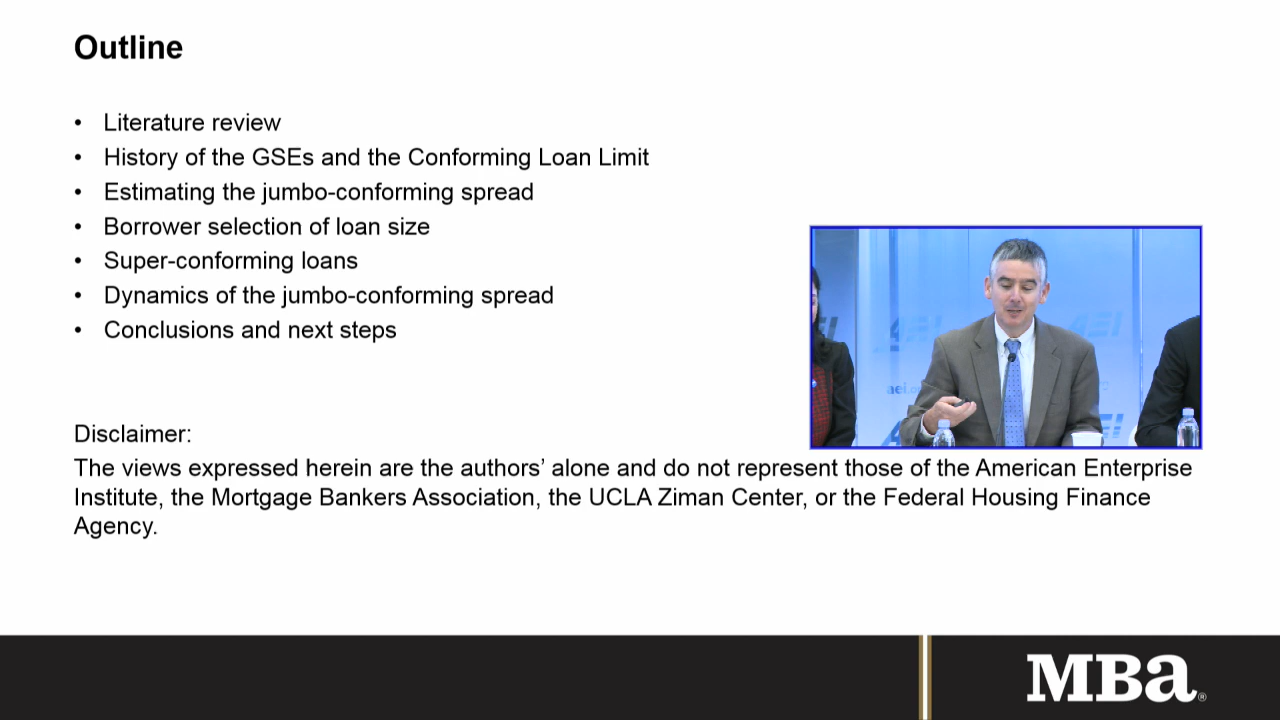 Outline
• Literature review
• History of the GSEs and the Conforming Loan Limit
• Estimating the jumbo-conforming spread
• Borrower selection of loan size
• Super-conforming loans
• Dynamics of the jumbo-conforming spread
• Conclusions and next steps
AEI
AEI
aei.o
Disclaimer:
The views expressed herein are the authors’ alone and do not represent those of the American Enterprise
Institute, the Mortgage Bankers Association, the UCLA Ziman Center, or the Federal Housing Finance
Agency.
MBa®